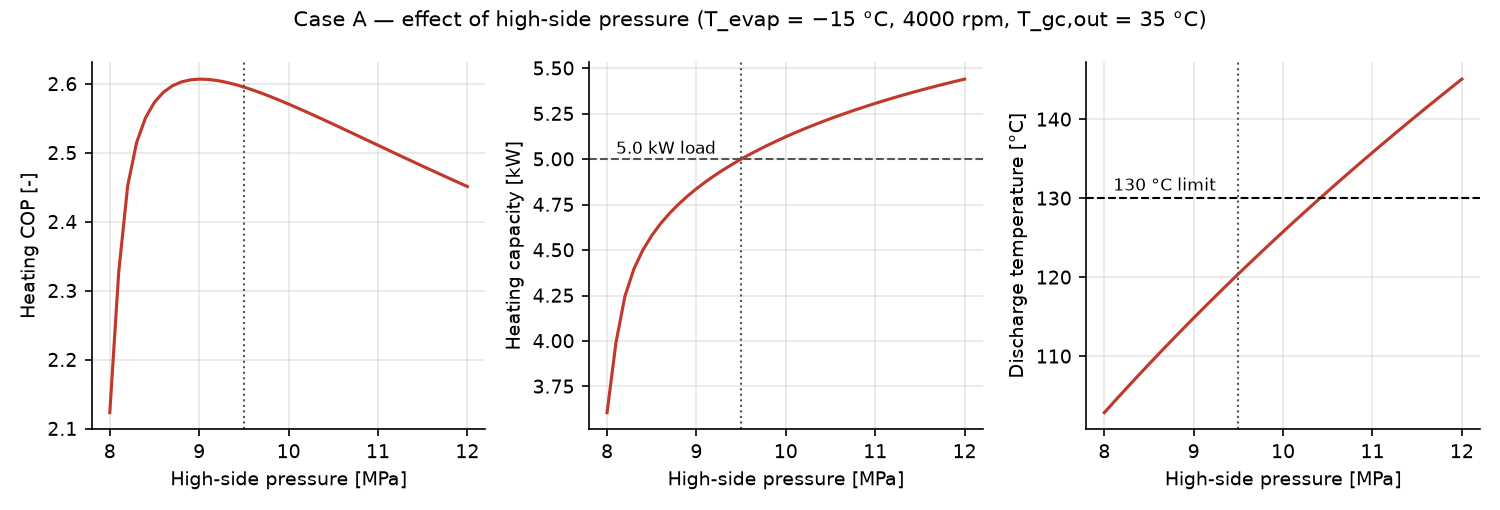 Case A — effect of high-side pressure (T_evap = −15 °C, 4000 rpm, T_gc,out = 35 °C)
Heating COP [-]
2.6
2.5
2.4
2.3
2.2
2.1
8 9 10 11 12
High-side pressure [MPa]
Heating capacity [kW]
5.50
5.25
5.00
4.75
4.50
4.25
4.00
3.75
5.0 kW load
8 9 10 11 12
High-side pressure [MPa]
Discharge temperature [°C]
140
130
120
110
130 °C limit
8 9 10 11 12
High-side pressure [MPa]